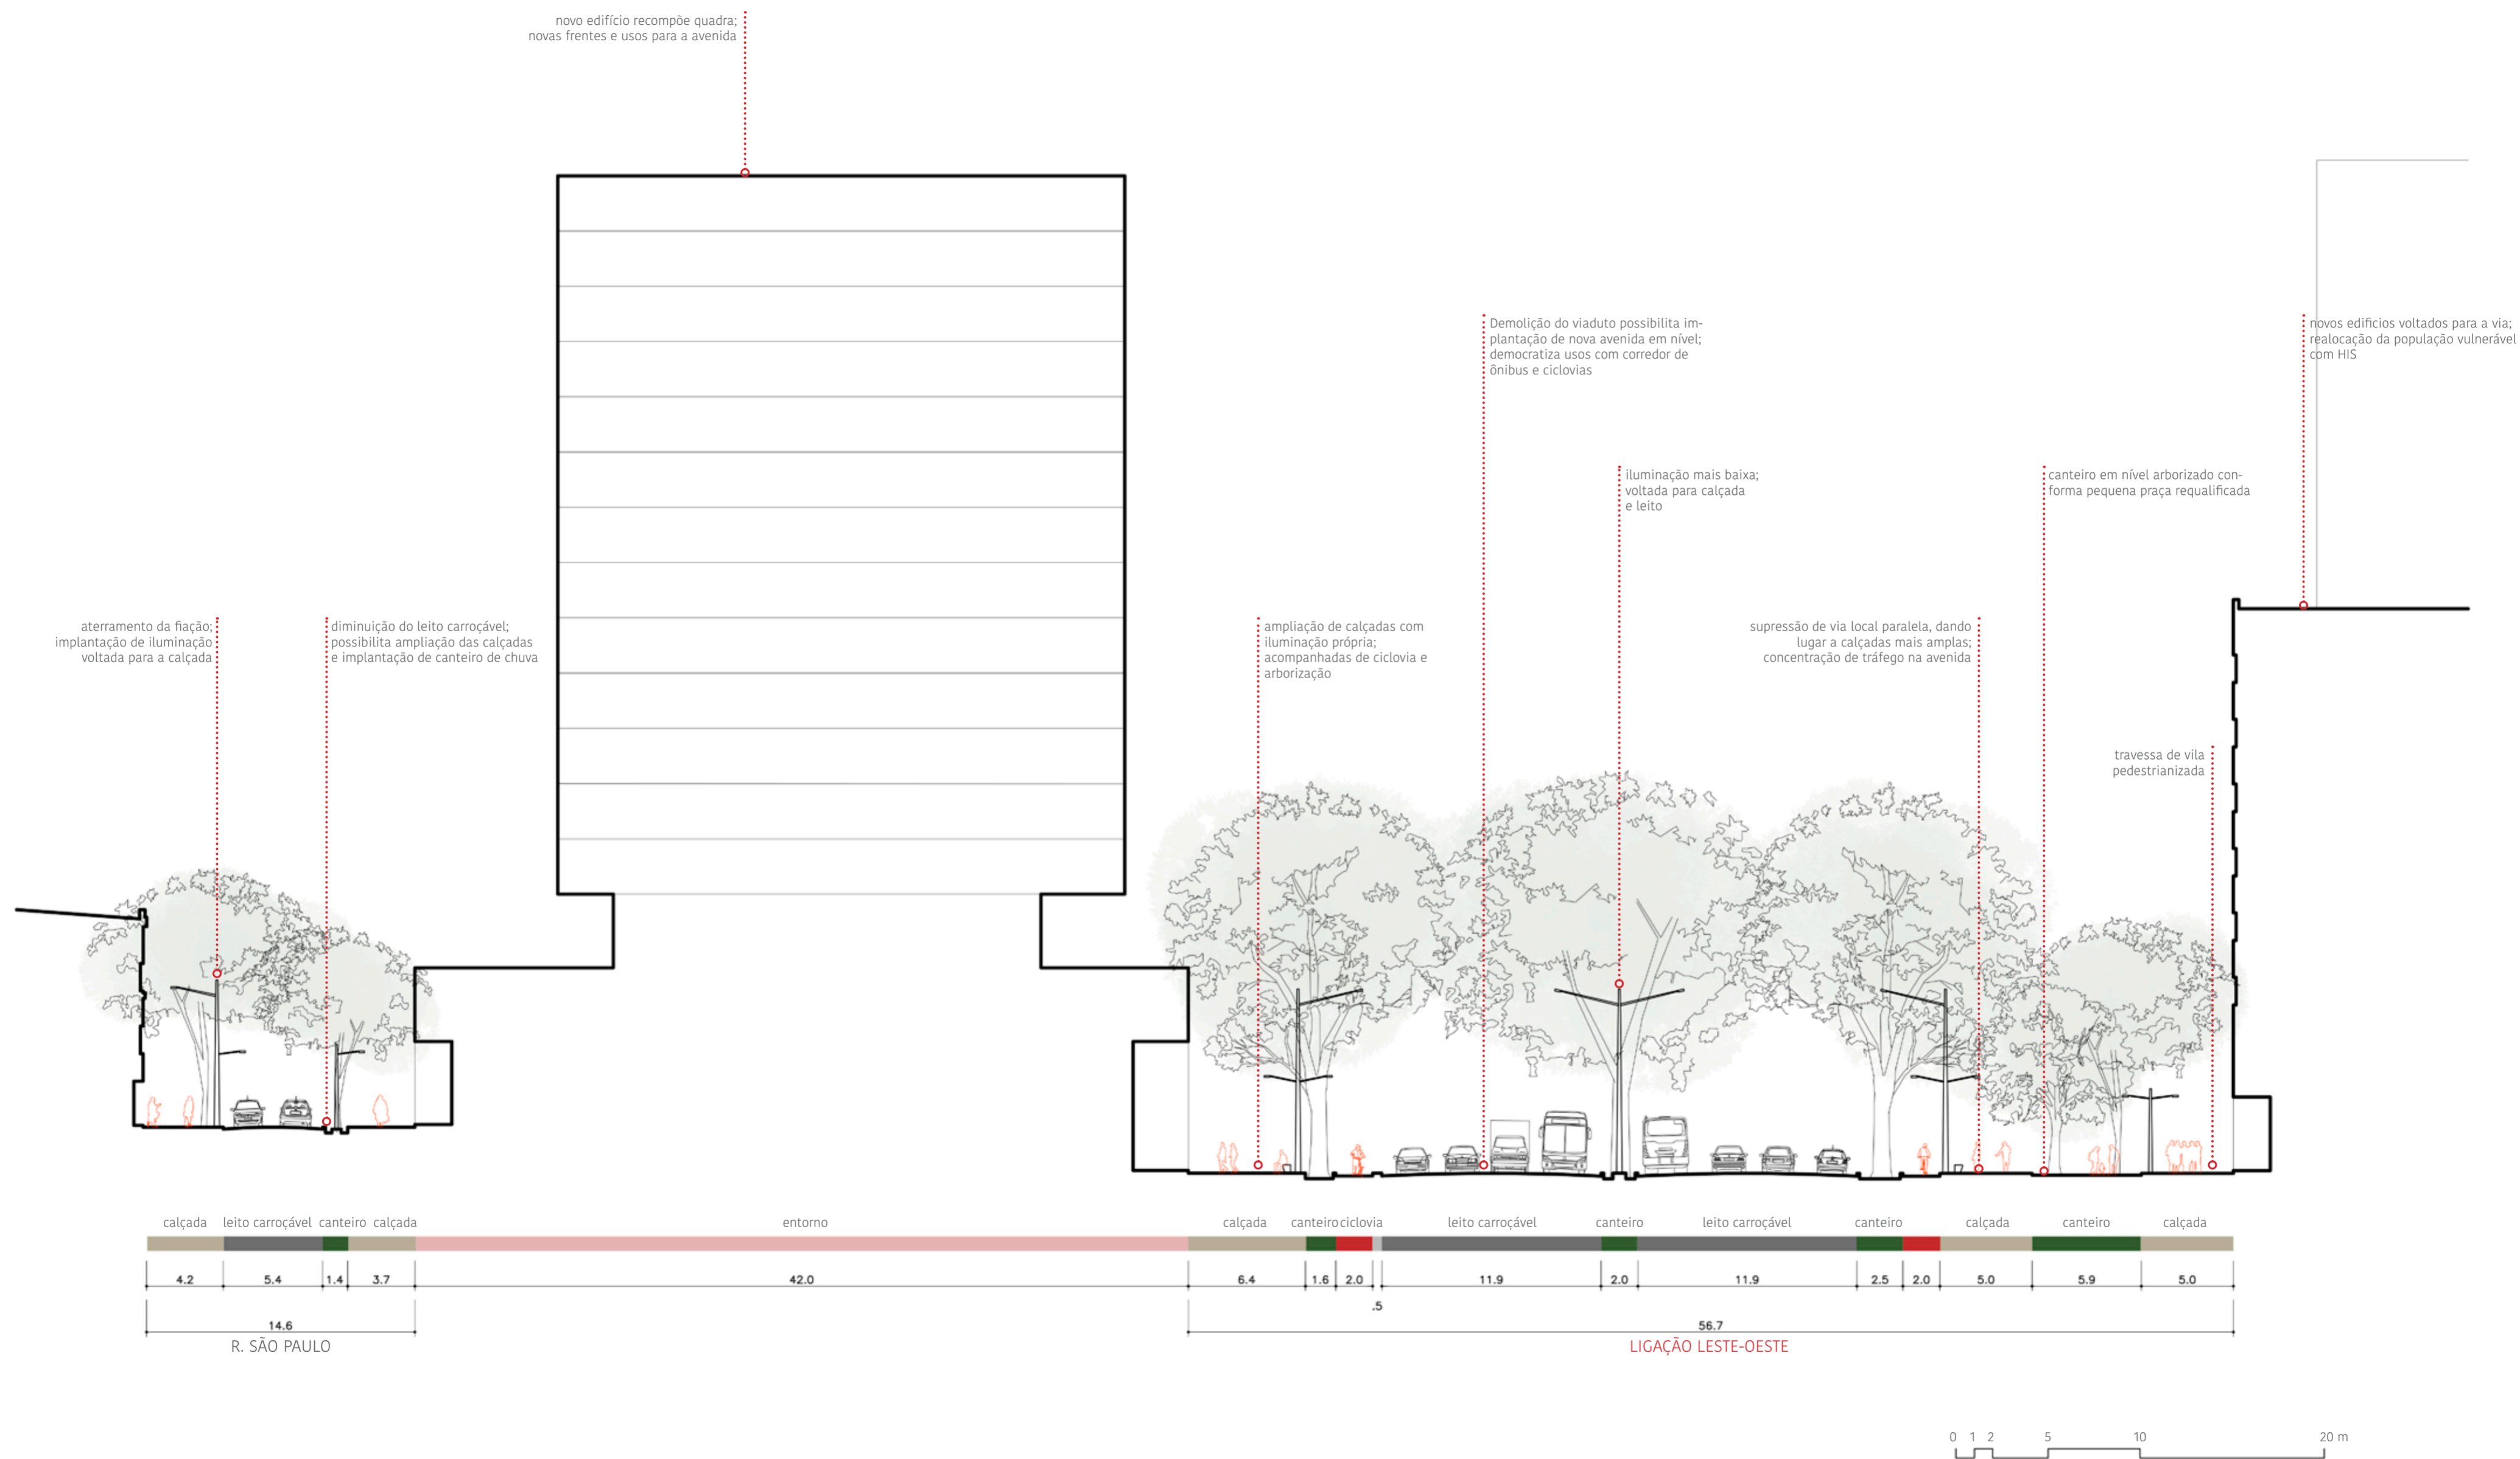 novo edifício recompõe quadra;
novas frentes e usos para a avenida
Demolição do viaduto possibilita im-
plantação de nova avenida em nível;
democratiza usos com corredor de
ônibus e ciclovias
novos edificios voltados para a via;
realocação da população vulnerável
com HIS
iluminação mais baixa;
voltada para calçada
e leito
canteiro em nível arborizado con-
forma pequena praça requalificada
aterramento da fiação;
implantação de iluminação
voltada para a calçada
diminuição do leito carroçável;
possibilita ampliação das calçadas
e implantação de canteiro de chuva
ampliação de calçadas com
iluminação própria;
acompanhadas de ciclovia e
arborização
supressão de via local paralela, dando
lugar a calçadas mais amplas;
concentração de tráfego na avenida
travessa de vila
pedestrianizada
calçada leito carroçável canteiro calçada entorno calçada canteiro ciclovia leito carroçável canteiro leito carroçável canteiro calçada canteiro calçada
4.2 5.4 1.4 3.7 42.0 6.4 1.6 2.0 11.9 2.0 11.9 2.5 2.0 5.0 5.9 5.0
.5
14.6 56.7
R. SÃO PAULO LIGAÇÃO LESTE-OESTE
0 1 2 5 10 20 m